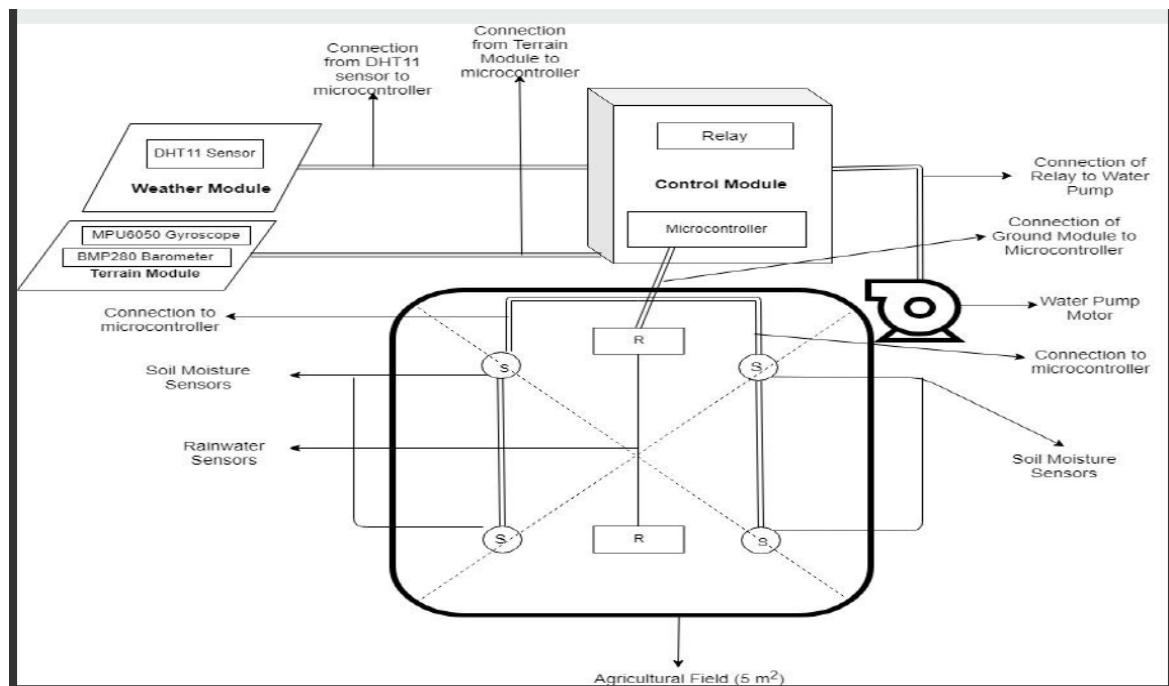 Connection
from DHT11
sensor to
microcontroller
Connection
from Terrain
Module to
microcontroller
DHT11 Sensor
Weather Module
MPU6050 Gyroscope
BMP280 Barometer
Terrain Module
Relay
Control Module
Microcontroller
Connection of
Relay to Water
Pump
Connection of
Ground Module to
Microcontroller
Water Pump
Motor
Connection to
microcontroller
Connection to
microcontroller
Soil Moisture
Sensors
Rainwater
Sensors
Soil Moisture
Sensors
R
S
S
S
R
S
Agricultural Field (5 m²)